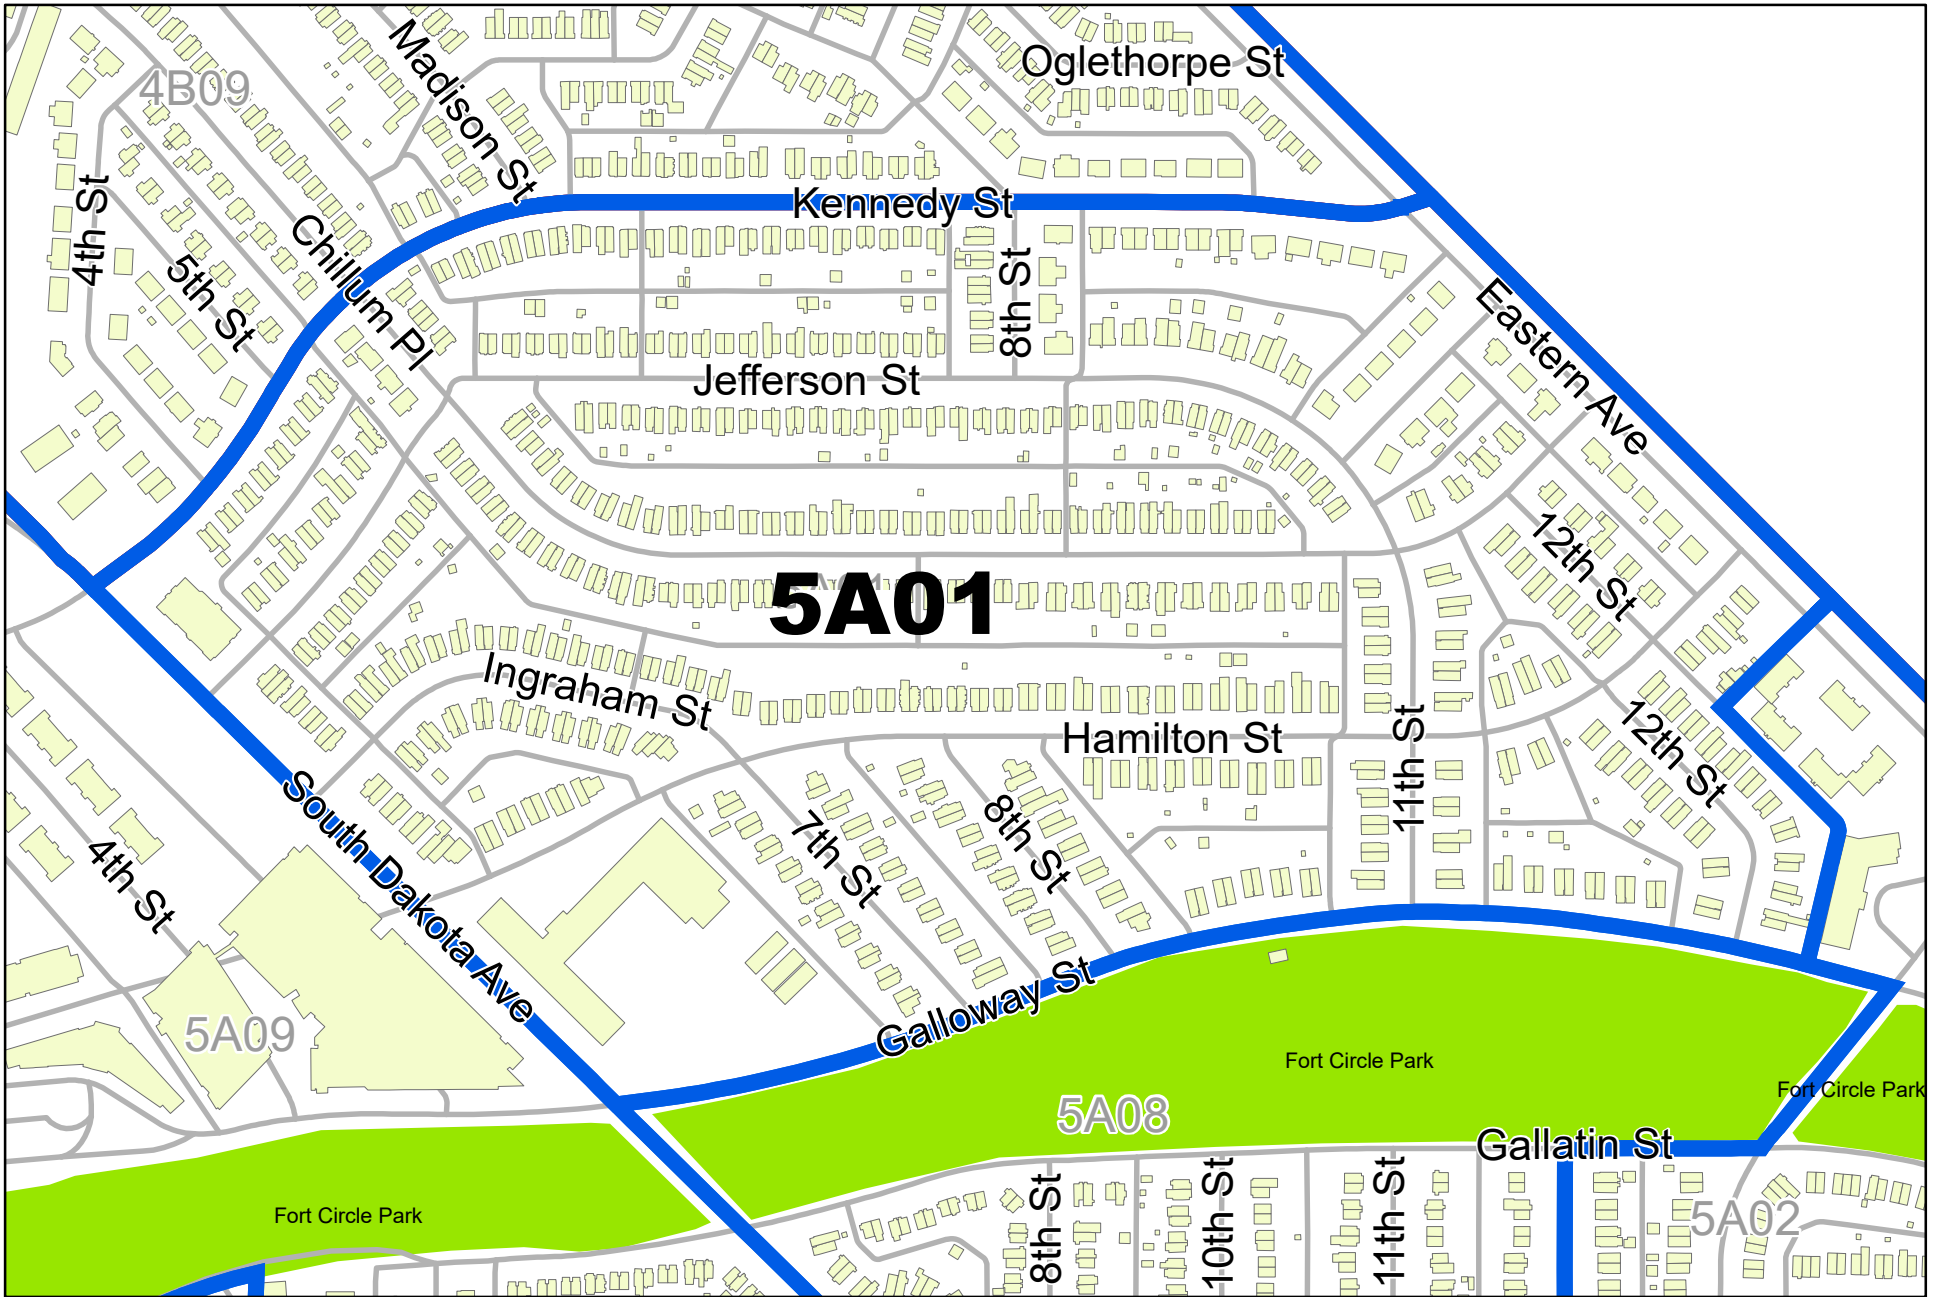 Oglethorpe St
Madison St
4B09
Kennedy St
4th St
5th St
Chillum Pl
8th St
Eastern Ave
Jefferson St
12th St
5A01
5A01
Ingraham St
Hamilton St
11th St
12th St
South Dakota Ave
7th St
8th St
4th St
Galloway St
5A09
Fort Circle Park
Fort Circle Park
5A08
Gallatin St
Fort Circle Park
8th St
10th St
11th St
5A02